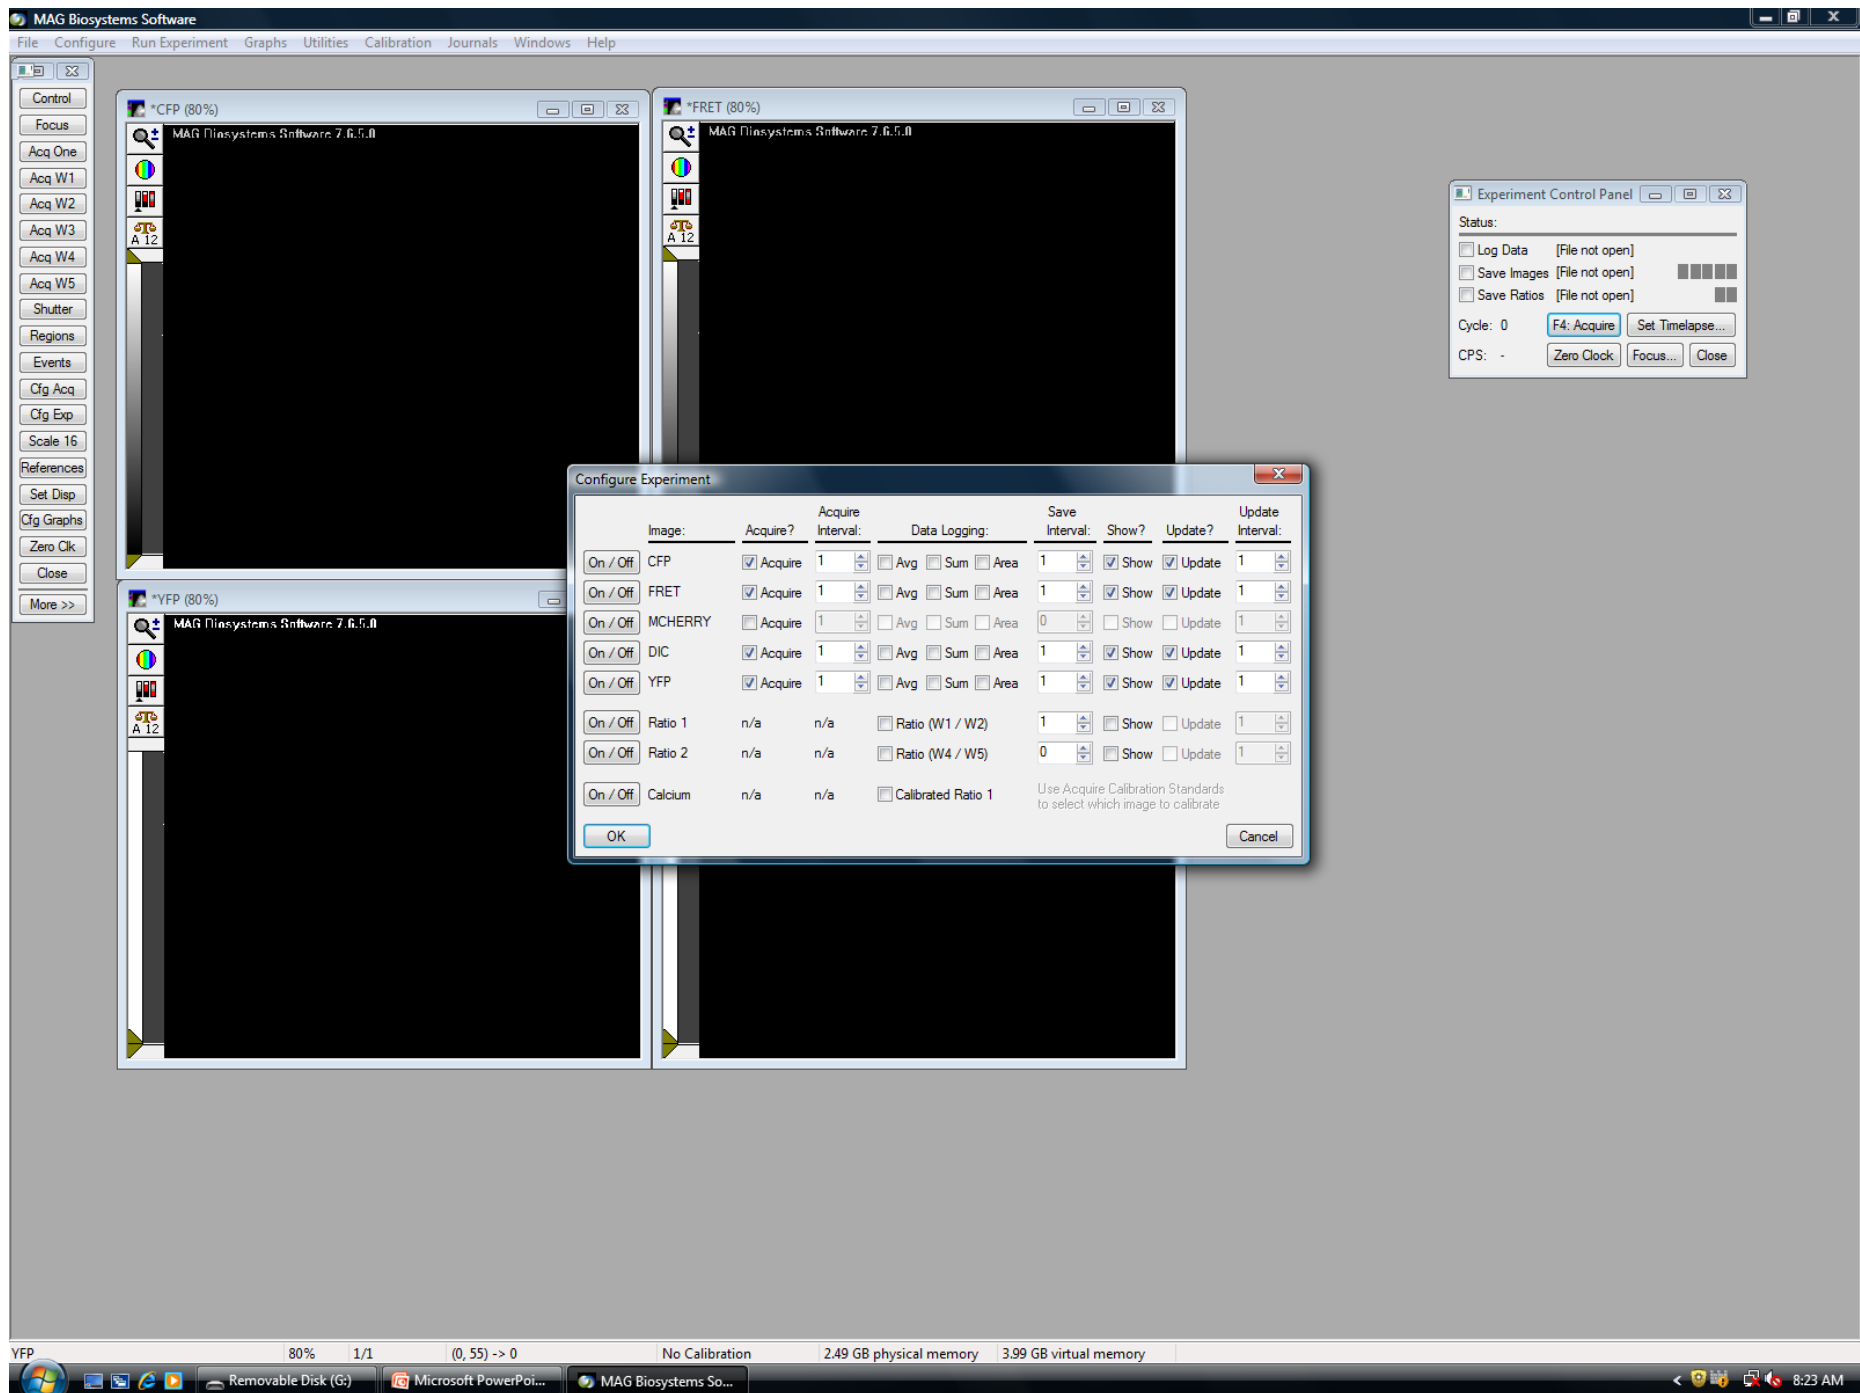 MAG Biosystems Software
File Configure Run Experiment Graphs Utilities Calibration Journals Windows Help
Control
Focus
Acq One
Acq W1
Acq W2
Acq W3
Acq W4
Acq W5
Shutter
Regions
Events
Cfg Acq
Cfg Exp
Scale 16
References
Set Disp
Cfg Graphs
Zero Clk
Close
More >>
*CFP (80%)
MAG Biosystems Software 7.6.5.0
A 12
*FRET (80%)
MAG Biosystems Software 7.6.5.0
A 12
*YFP (80%)
MAG Biosystems Software 7.6.5.0
A 12
Experiment Control Panel
Status:
Log Data [File not open]
Save Images [File not open]
Save Ratios [File not open]
Cycle: 0 F4: Acquire Set Timelapse...
CPS: - Zero Clock Focus... Close
Configure Experiment
Image: Acquire? Acquire Interval: Data Logging: Save Interval: Show? Update? Update Interval:
On / Off CFP Acquire 1 Avg Sum Area 1 Show Update 1
On / Off FRET Acquire 1 Avg Sum Area 1 Show Update 1
On / Off MCHERRY Acquire 1 Avg Sum Area 0 Show Update 1
On / Off DIC Acquire 1 Avg Sum Area 1 Show Update 1
On / Off YFP Acquire 1 Avg Sum Area 1 Show Update 1
On / Off Ratio 1 n/a n/a Ratio (W1 / W2) 1 Show Update 1
On / Off Ratio 2 n/a n/a Ratio (W4 / W5) 0 Show Update 1
On / Off Calcium n/a n/a Calibrated Ratio 1 Use Acquire Calibration Standards
to select which image to calibrate
OK Cancel
YFP 80% 1/1 (0, 55) -> 0 No Calibration 2.49 GB physical memory 3.99 GB virtual memory
Removable Disk (G:) Microsoft PowerPoi... MAG Biosystems So... 8:23 AM